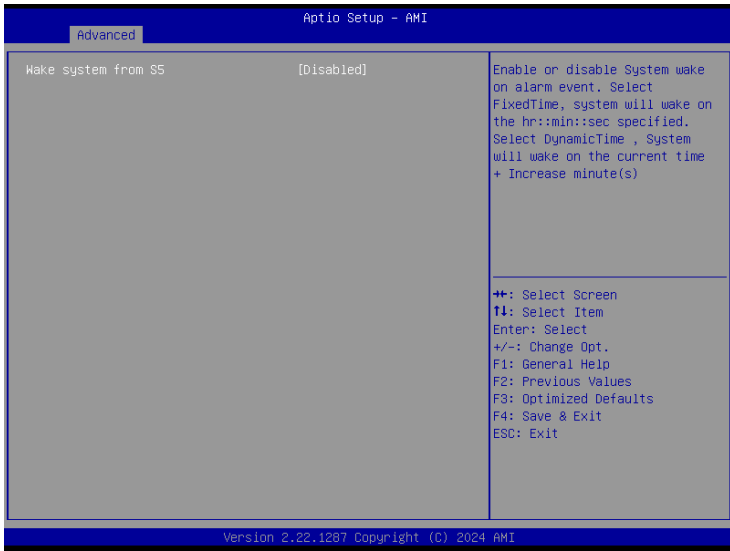 Aptio Setup – AMI
Advanced
Wake system from S5 [Disabled]
Enable or disable System wake
on alarm event. Select
FixedTime, system will wake on
the hr::min::sec specified.
Select DynamicTime , System
will wake on the current time
+ Increase minute(s)
→←: Select Screen
↑↓: Select Item
Enter: Select
+/-: Change Opt.
F1: General Help
F2: Previous Values
F3: Optimized Defaults
F4: Save & Exit
ESC: Exit
Version 2.22.1287 Copyright (C) 2024 AMI